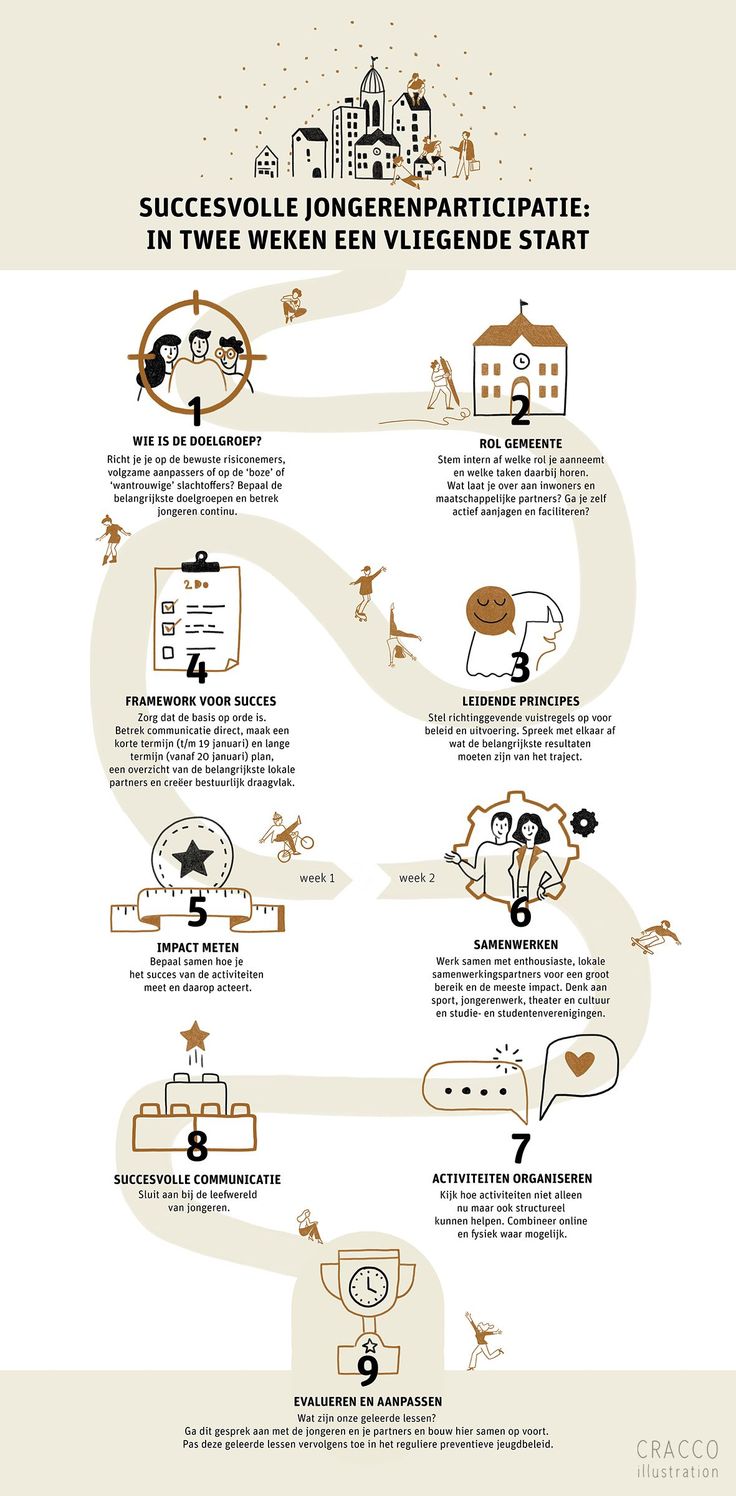 SUCCESVOLLE JONGERENPARTICIPATIE:
IN TWEE WEKEN EEN VLIEGENDE START
1
WIE IS DE DOELGROEP?
Richt je je op de bewuste risiconemers,
volgzame aanpassers of op de ‘boze’ of
‘wantrouwige’ slachtoffers? Bepaal de
belangrijkste doelgroepen en betrek
jongeren continu.
2
ROL GEMEENTE
Stem intern af welke rol je aanneemt
en welke taken daarbij horen.
Wat laat je over aan inwoners en
maatschappelijke partners? Ga je zelf
actief aanjagen en faciliteren?
3
LEIDENDE PRINCIPES
Stel richtinggevende vuistregels op voor
beleid en uitvoering. Spreek met elkaar af
wat de belangrijkste resultaten
moeten zijn van het traject.
2 Do
4
FRAMEWORK VOOR SUCCES
Zorg dat de basis op orde is.
Betrek communicatie direct, maak een
korte termijn (t/m 19 januari) en lange
termijn (vanaf 20 januari) plan,
een overzicht van de belangrijkste lokale
partners en creëer bestuurlijk draagvlak.
5
IMPACT METEN
Bepaal samen hoe je
het succes van de activiteiten
meet en daarop acteert.
week 1
week 2
6
SAMENWERKEN
Werk samen met enthousiaste, lokale
samenwerkingspartners voor een groot
bereik en de meeste impact. Denk aan
sport, jongerenwerk, theater en cultuur
en studie- en studentenverenigingen.
7
ACTIVITEITEN ORGANISEREN
Kijk hoe activiteiten niet alleen
nu maar ook structureel
kunnen helpen. Combineer online
en fysiek waar mogelijk.
8
SUCCESVOLLE COMMUNICATIE
Sluit aan bij de leefwereld
van jongeren.
9
EVALUEREN EN AANPASSEN
Wat zijn onze geleerde lessen?
Ga dit gesprek aan met de jongeren en je partners en bouw hier samen op voort.
Pas deze geleerde lessen vervolgens toe in het reguliere preventieve jeugdbeleid.
CRACCO
illustration